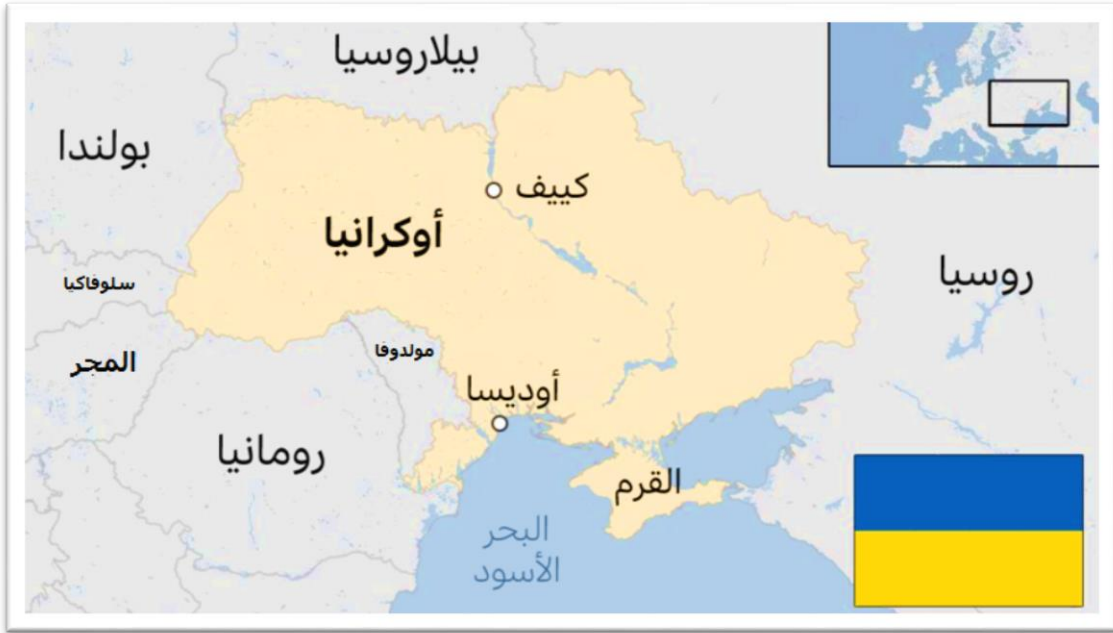 بيلاروسيا
بولندا
كييف
أوكرانيا
روسيا
سلوفاكيا
مولدوفا
المجر
أوديسا
رومانيا
القرم
البحر
الأسود